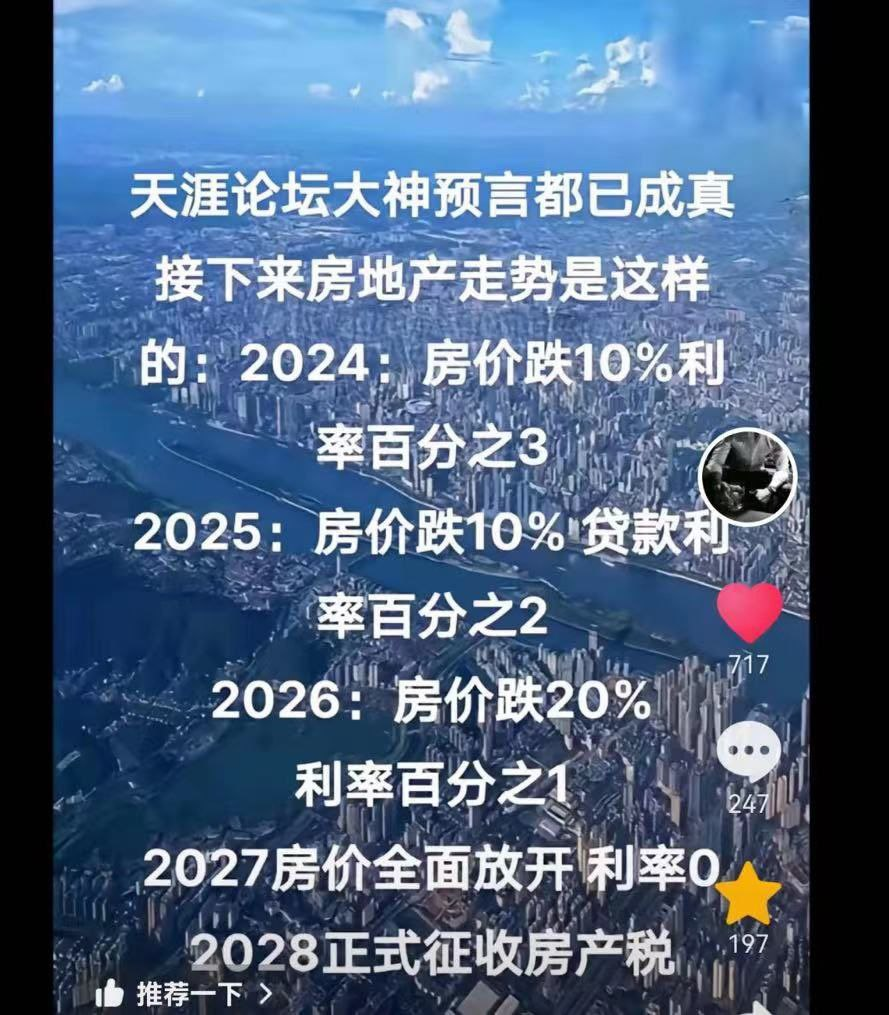 天涯论坛大神预言都已成真
接下来房地产走势是这样
的：2024：房价跌10%利
率百分之3
2025：房价跌10% 贷款利
率百分之2
2026：房价跌20%
利率百分之1
2027房价全面放开 利率0
2028正式征收房产税
717
247
197
推荐一下